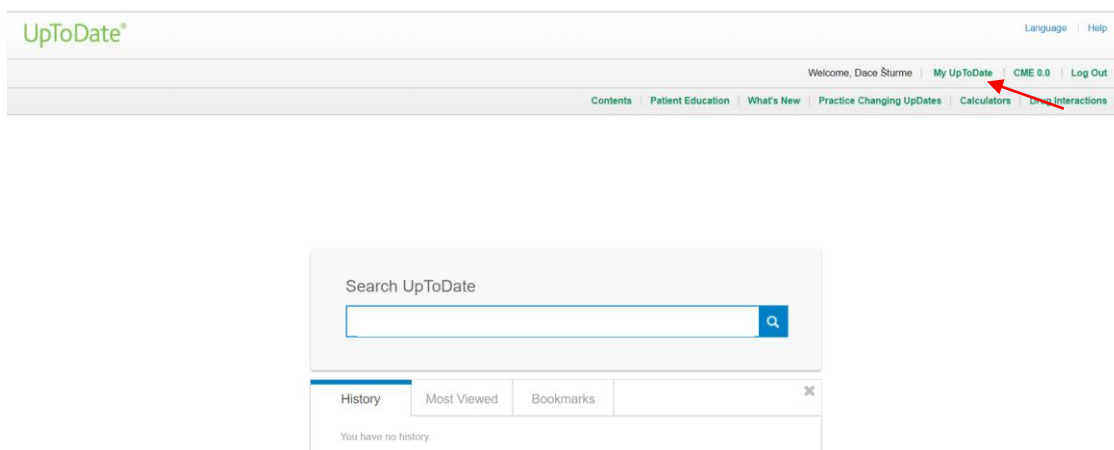 UpToDate®
Language | Help
Welcome, Dace Šturme | My UpToDate | CME 0.0 | Log Out
Contents | Patient Education | What's New | Practice Changing UpDates | Calculators | Drug Interactions
Search UpToDate
History Most Viewed Bookmarks
You have no history.